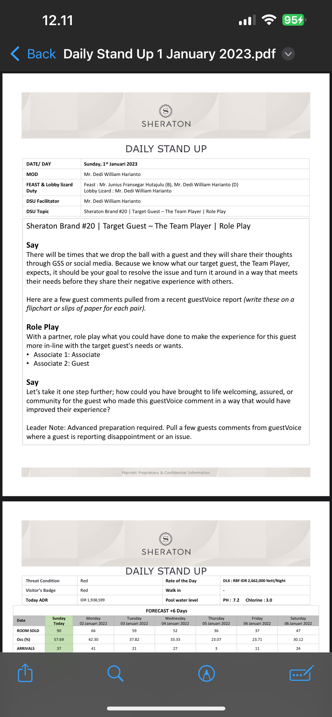 12.11
95
Back Daily Stand Up 1 January 2023.pdf
SHERATON
DAILY STAND UP
DATE/ DAY Sunday, 1st Januari 2023
MOD Mr. Dedi William Harianto
FEAST & Lobby lizard Duty Feast : Mr. Junius Fransegar Hutajulu (B), Mr. Dedi William Harianto (D)
Lobby Lizard : Mr. Dedi William Harianto
DSU Facilitator Mr. Dedi William Harianto
DSU Topic Sheraton Brand #20 | Target Guest – The Team Player | Role Play
Sheraton Brand #20 | Target Guest – The Team Player | Role Play
Say
There will be times that we drop the ball with a guest and they will share their thoughts
through GSS or social media. Because we know what our target guest, the Team Player,
expects, it should be your goal to resolve the issue and turn it around in a way that meets
their needs before they share their negative experience with others.
Here are a few guest comments pulled from a recent guestVoice report (write these on a
flipchart or slips of paper for each pair).
Role Play
With a partner, role play what you could have done to make the experience for this guest
more in-line with the target guest's needs or wants.
• Associate 1: Associate
• Associate 2: Guest
Say
Let's take it one step further; how could you have brought to life welcoming, assured, or
community for the guest who made this guestVoice comment in a way that would have
improved their experience?
Leader Note: Advanced preparation required. Pull a few guests comments from guestVoice
where a guest is reporting disappointment or an issue.
Marriott Proprietary & Confidential Information
SHERATON
DAILY STAND UP
Threat Condition Red Rate of the Day DLK : RBF IDR 2,662,000 Nett/Night
Visitor's Badge Red Walk in -
Today ADR IDR 1,938,599 Pool water level PH : 7.2 Chlorine : 3.0
FORECAST +6 Days
Date Sunday Today Monday 02 Januari 2022 Tuesday 03 Januari 2022 Wednesday 04 Januari 2022 Thursday 05 Januari 2022 Friday 06 Januari 2022 Saturday 06 Januari 2022
ROOM SOLD 90 66 59 52 36 37 47
Occ (%) 57.69 42.30 37.82 33.33 23.07 23.71 30.12
ARRIVALS 37 41 21 27 3 11 24